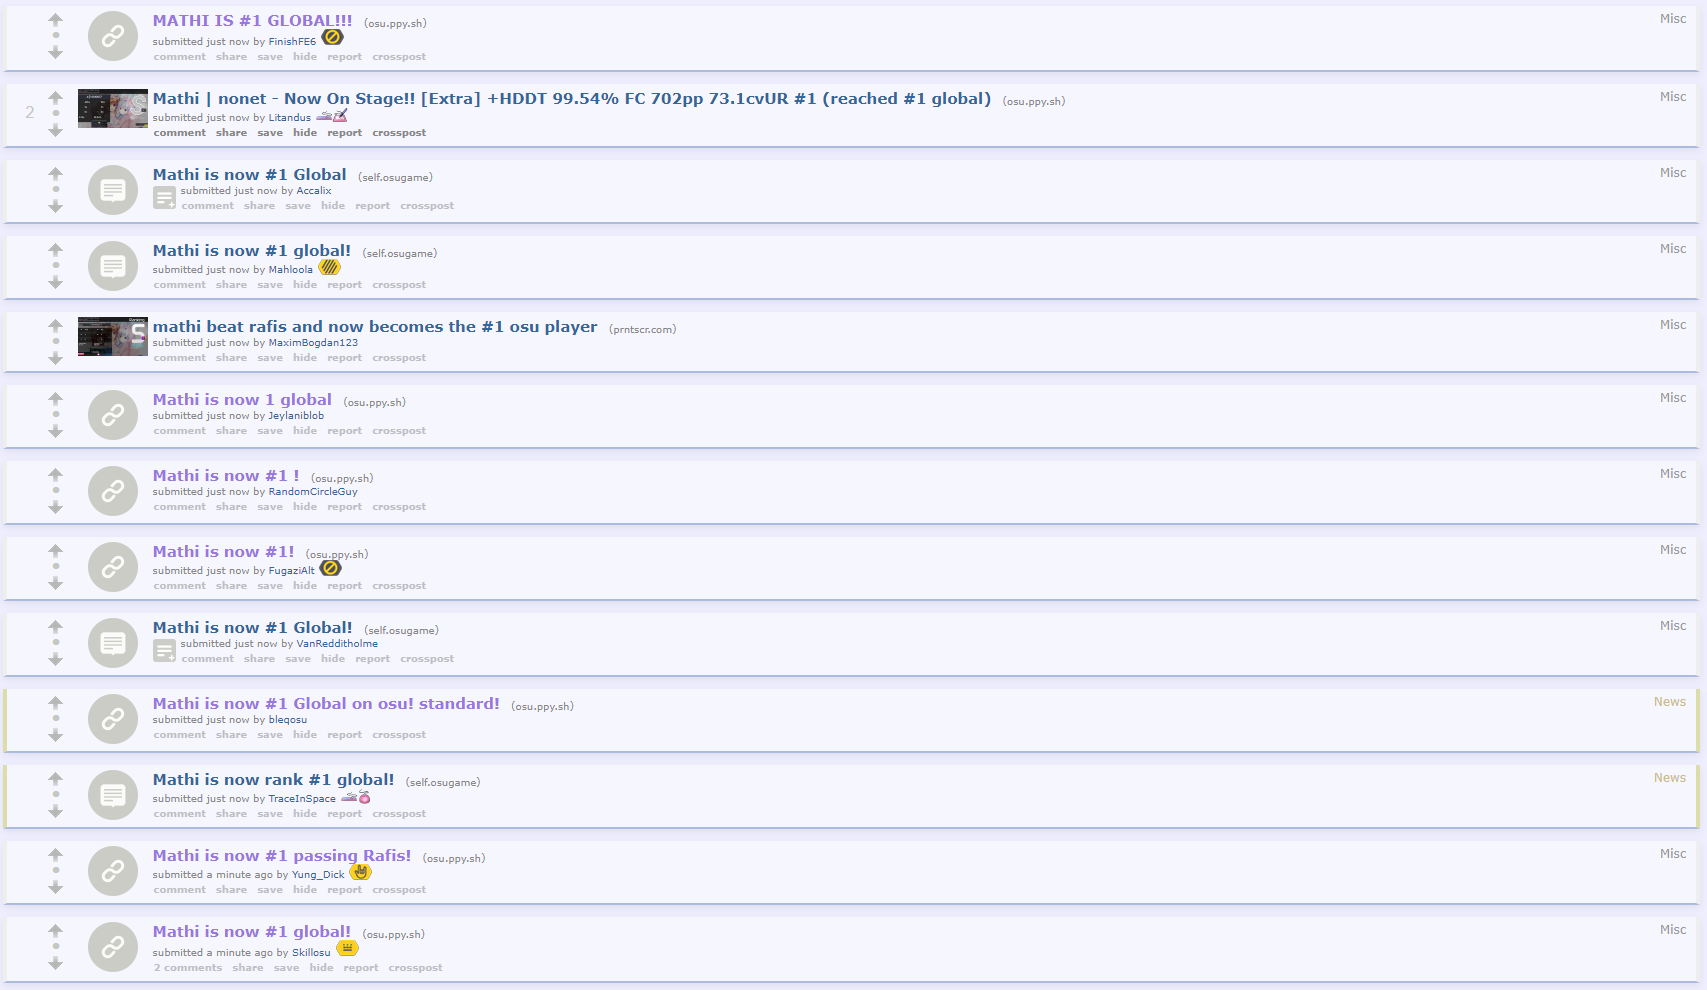 MATHI IS #1 GLOBAL!!! (osu.ppy.sh)
Misc
submitted just now by FinishFE6
comment share save hide report crosspost
2
Mathi | nonet - Now On Stage!! [Extra] +HDDT 99.54% FC 702pp 73.1cvUR #1 (reached #1 global) (osu.ppy.sh)
Misc
submitted just now by Litandus
comment share save hide report crosspost
Mathi is now #1 Global (self.osugame)
Misc
submitted just now by Accalix
comment share save hide report crosspost
Mathi is now #1 global! (self.osugame)
Misc
submitted just now by Mahloola
comment share save hide report crosspost
mathi beat rafis and now becomes the #1 osu player (prntscr.com)
Misc
submitted just now by MaximBogdan123
comment share save hide report crosspost
Mathi is now 1 global (osu.ppy.sh)
Misc
submitted just now by Jeylaniblob
comment share save hide report crosspost
Mathi is now #1 ! (osu.ppy.sh)
Misc
submitted just now by RandomCircleGuy
comment share save hide report crosspost
Mathi is now #1! (osu.ppy.sh)
Misc
submitted just now by FugaziAlt
comment share save hide report crosspost
Mathi is now #1 Global! (self.osugame)
Misc
submitted just now by VanRedditholme
comment share save hide report crosspost
Mathi is now #1 Global on osu! standard! (osu.ppy.sh)
News
submitted just now by bleqosu
comment share save hide report crosspost
Mathi is now rank #1 global! (self.osugame)
News
submitted just now by TraceInSpace
comment share save hide report crosspost
Mathi is now #1 passing Rafis! (osu.ppy.sh)
Misc
submitted a minute ago by Yung_Dick
comment share save hide report crosspost
Mathi is now #1 global! (osu.ppy.sh)
Misc
submitted a minute ago by Skillosu
2 comments share save hide report crosspost